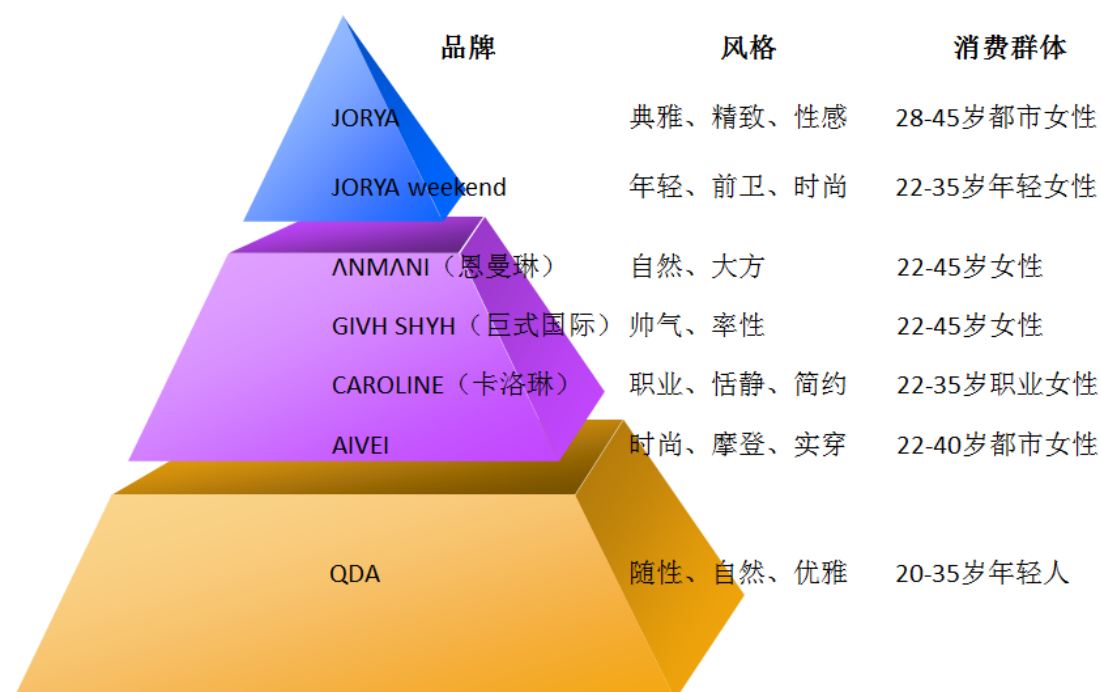 品牌 风格 消费群体
JORYA 典雅、精致、性感 28-45岁都市女性
JORYA weekend 年轻、前卫、时尚 22-35岁年轻女性
ΛNMΛNI（恩曼琳） 自然、大方 22-45岁女性
GIVH SHYH（巨式国际） 帅气、率性 22-45岁女性
CAROLINE（卡洛琳） 职业、恬静、简约 22-35岁职业女性
AIVEI 时尚、摩登、实穿 22-40岁都市女性
QDA 随性、自然、优雅 20-35岁年轻人